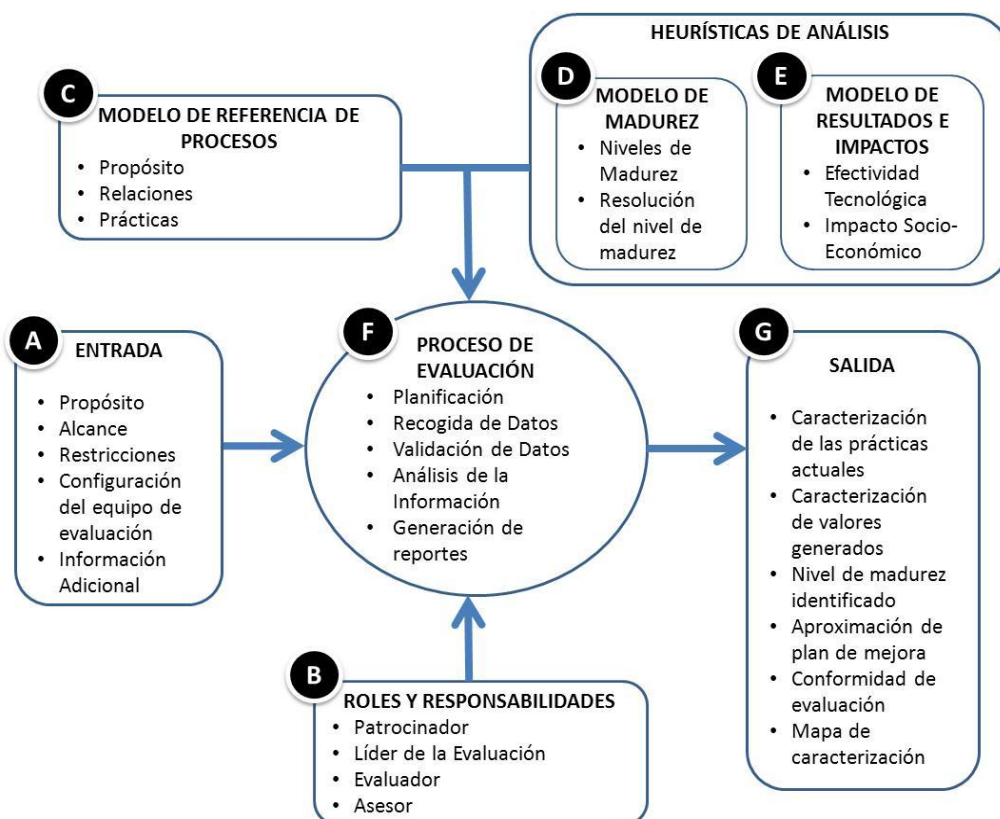 HEURÍSTICAS DE ANÁLISIS
C
MODELO DE REFERENCIA DE
PROCESOS
• Propósito
• Relaciones
• Prácticas
D
MODELO DE
MADUREZ
• Niveles de
Madurez
• Resolución
del nivel de
madurez
E
MODELO DE
RESULTADOS E
IMPACTOS
• Efectividad
Tecnológica
• Impacto Socio-
Económico
A
ENTRADA
• Propósito
• Alcance
• Restricciones
• Configuración
del equipo de
evaluación
• Información
Adicional
F
PROCESO DE
EVALUACIÓN
• Planificación
• Recogida de Datos
• Validación de Datos
• Análisis de la
Información
• Generación de
reportes
G
SALIDA
• Caracterización
de las prácticas
actuales
• Caracterización
de valores
generados
• Nivel de madurez
identificado
• Aproximación de
plan de mejora
• Conformidad de
evaluación
• Mapa de
caracterización
B
ROLES Y RESPONSABILIDADES
• Patrocinador
• Líder de la Evaluación
• Evaluador
• Asesor